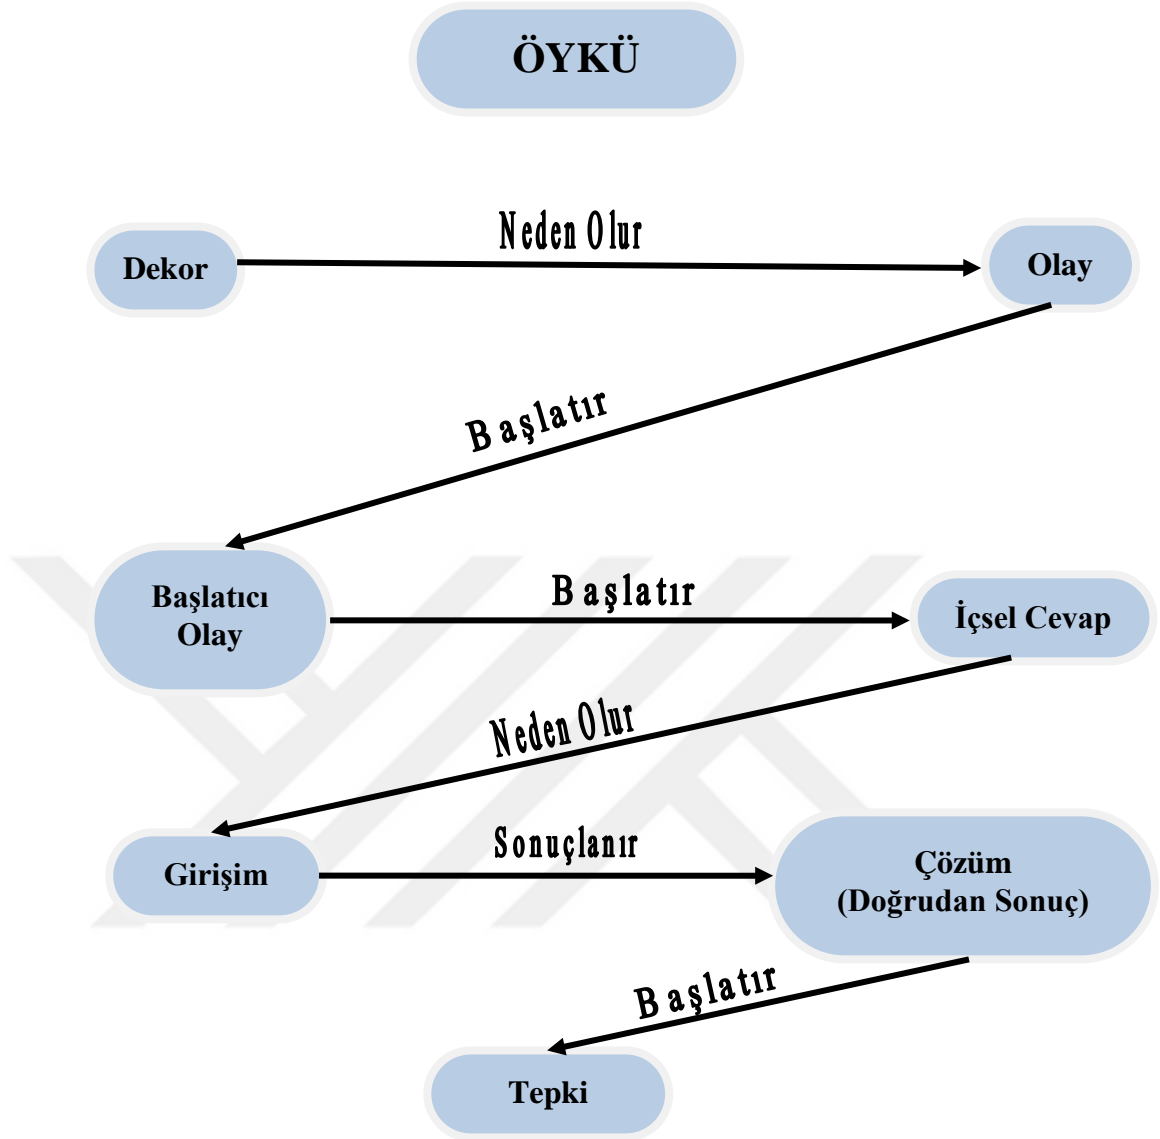 ÖYKÜ
Neden Olur
Dekor
Olay
Başlatır
Başlatıcı
Olay
Başlatır
İçsel Cevap
Neden Olur
Girişim
Sonuçlanır
Çözüm
(Doğrudan Sonuç)
Başlatır
Tepki